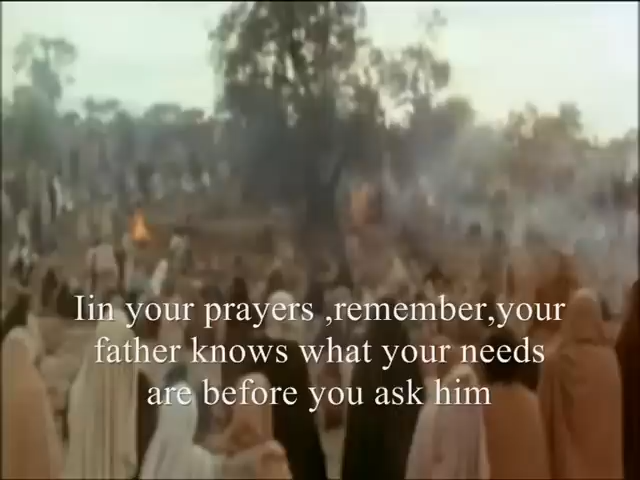 Iin your prayers ,remember,your
father knows what your needs
are before you ask him